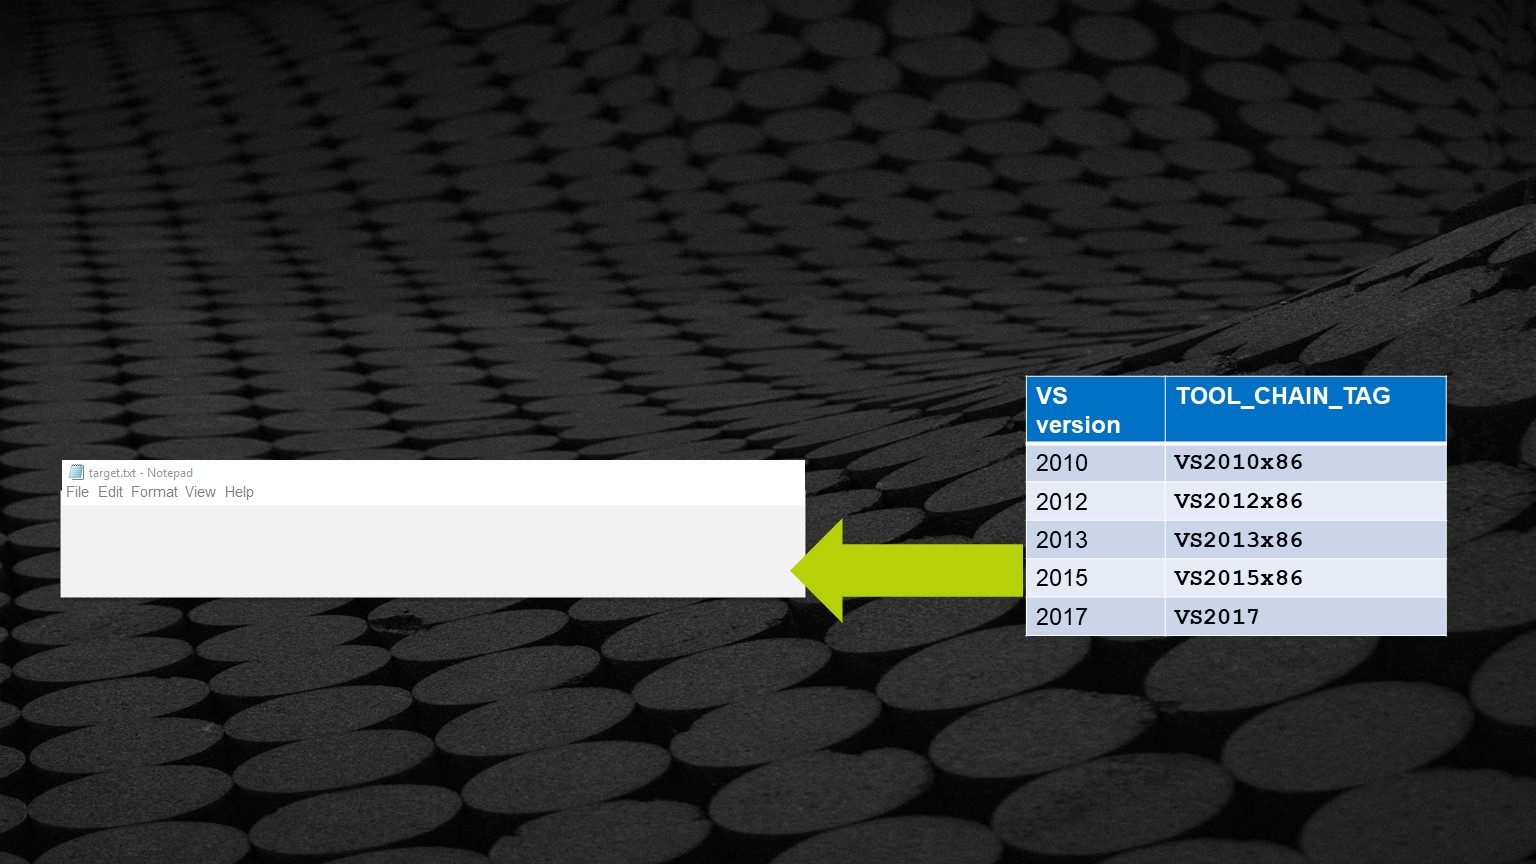 target.txt - Notepad
File Edit Format View Help
VS version TOOL_CHAIN_TAG
2010 VS2010x86
2012 VS2012x86
2013 VS2013x86
2015 VS2015x86
2017 VS2017